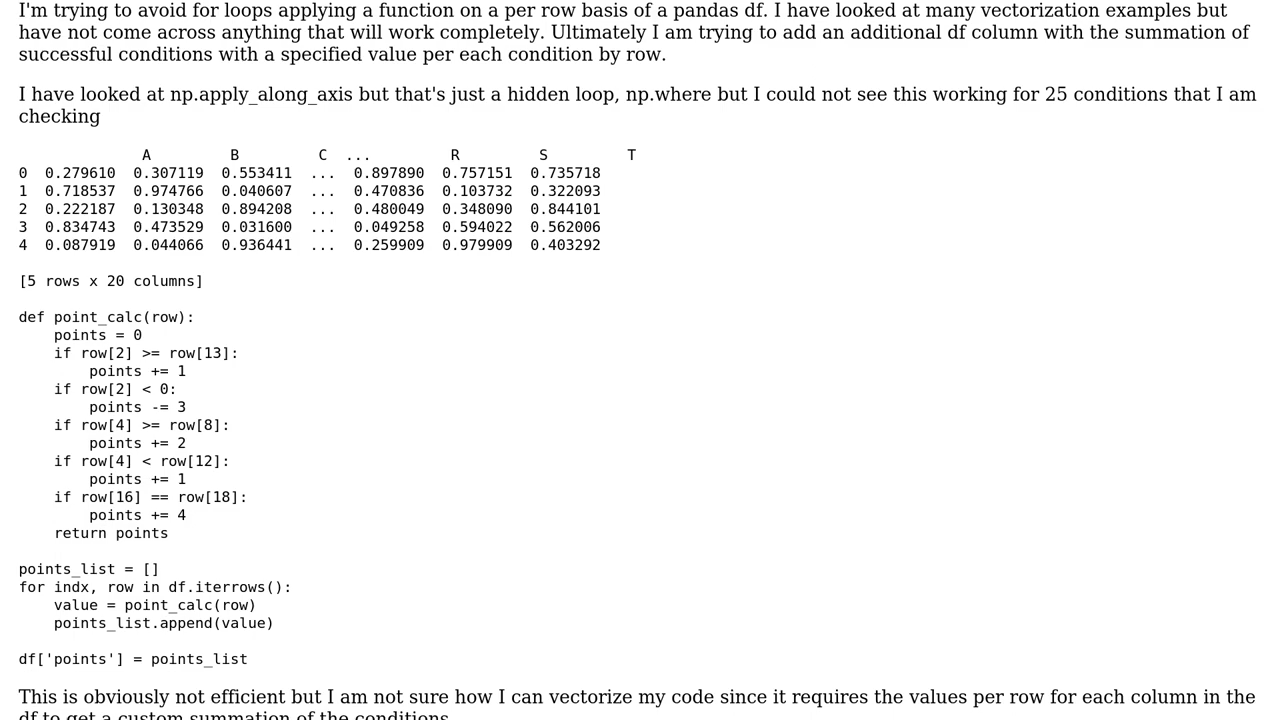 I'm trying to avoid for loops applying a function on a per row basis of a pandas df. I have looked at many vectorization examples but
have not come across anything that will work completely. Ultimately I am trying to add an additional df column with the summation of
successful conditions with a specified value per each condition by row.
I have looked at np.apply_along_axis but that's just a hidden loop, np.where but I could not see this working for 25 conditions that I am
checking
              A         B         C  ...         R         S         T
0  0.279610  0.307119  0.553411  ...  0.897890  0.757151  0.735718
1  0.718537  0.974766  0.040607  ...  0.470836  0.103732  0.322093
2  0.222187  0.130348  0.894208  ...  0.480049  0.348090  0.844101
3  0.834743  0.473529  0.031600  ...  0.049258  0.594022  0.562006
4  0.087919  0.044066  0.936441  ...  0.259909  0.979909  0.403292
[5 rows x 20 columns]
def point_calc(row):
    points = 0
    if row[2] >= row[13]:
        points += 1
    if row[2] < 0:
        points -= 3
    if row[4] >= row[8]:
        points += 2
    if row[4] < row[12]:
        points += 1
    if row[16] == row[18]:
        points += 4
    return points
points_list = []
for indx, row in df.iterrows():
    value = point_calc(row)
    points_list.append(value)
df['points'] = points_list
This is obviously not efficient but I am not sure how I can vectorize my code since it requires the values per row for each column in the
df to get a custom summation of the conditions.